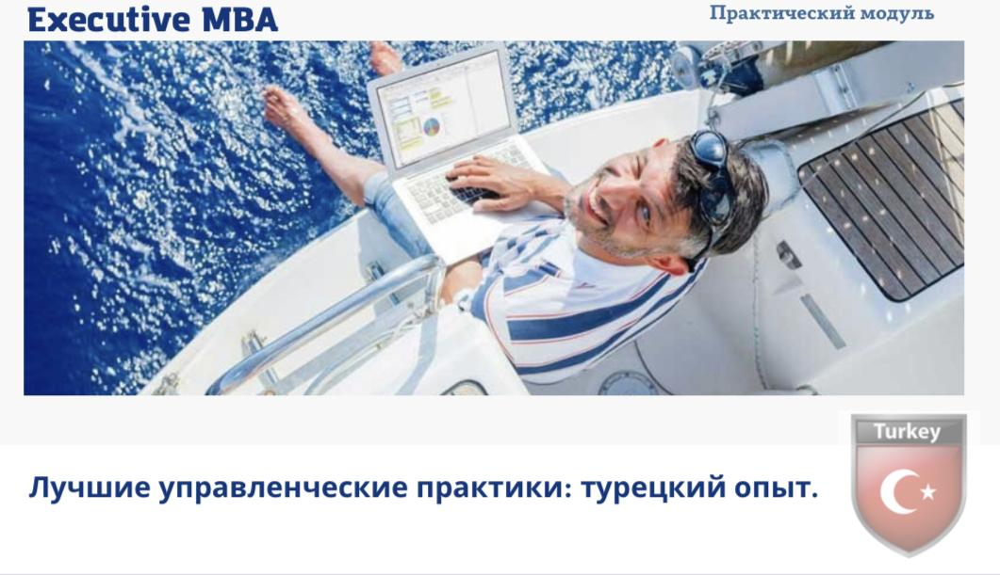 Executive MBA
Практический модуль
Turkey
Лучшие управленческие практики: турецкий опыт.